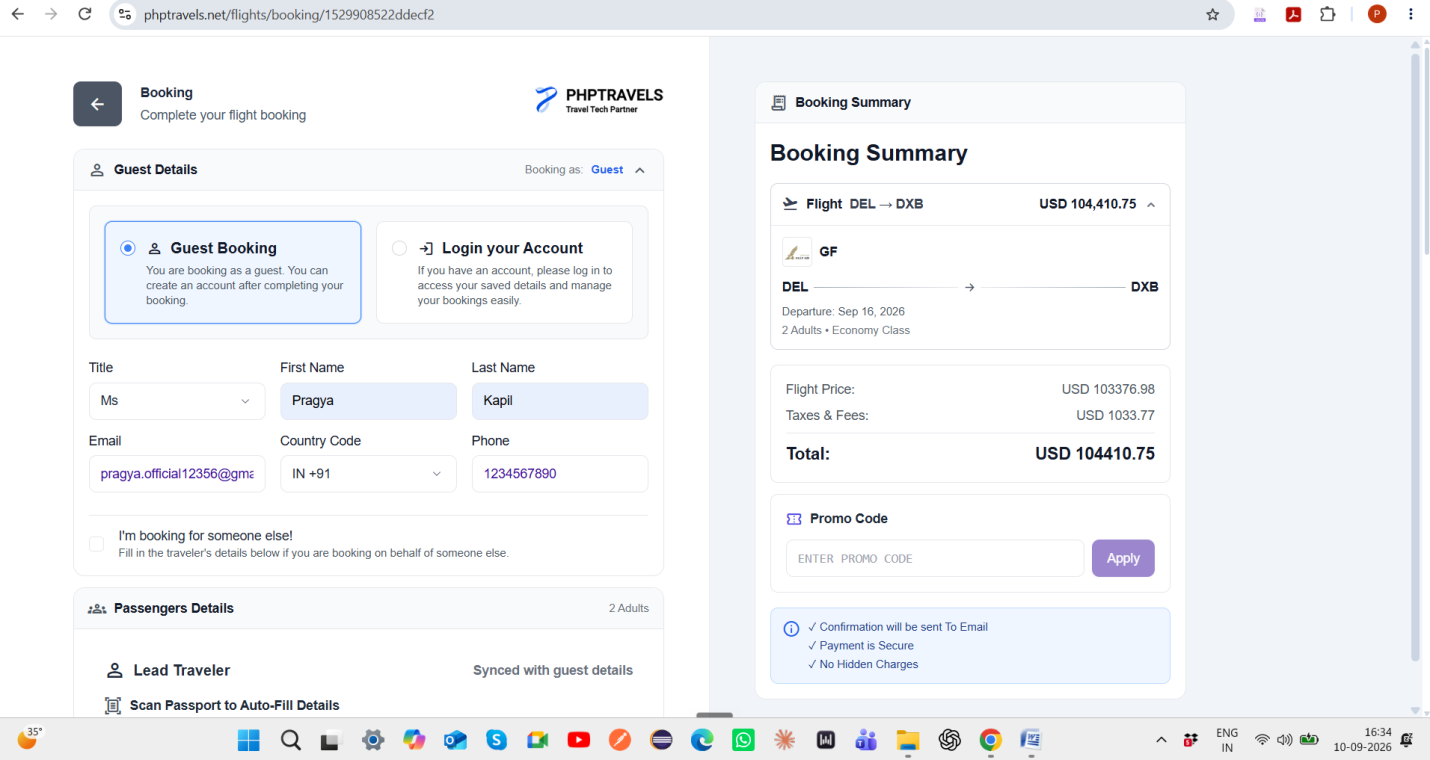 phptravels.net/flights/booking/1529908522ddecf2
P
Booking
Complete your flight booking
PHPTRAVELS
Travel Tech Partner
Guest Details
Booking as: Guest
Guest Booking
You are booking as a guest. You can
create an account after completing your
booking.
Login your Account
If you have an account, please log in to
access your saved details and manage
your bookings easily.
Title
First Name
Last Name
Ms
Pragya
Kapil
Email
Country Code
Phone
pragya.official12356@gma
IN +91
1234567890
I'm booking for someone else!
Fill in the traveler's details below if you are booking on behalf of someone else.
Passengers Details
2 Adults
Lead Traveler
Synced with guest details
Scan Passport to Auto-Fill Details
Booking Summary
Booking Summary
Flight DEL → DXB
USD 104,410.75
GF
DEL → DXB
Departure: Sep 16, 2026
2 Adults • Economy Class
Flight Price: USD 103376.98
Taxes & Fees: USD 1033.77
Total: USD 104410.75
Promo Code
ENTER PROMO CODE
Apply
✓ Confirmation will be sent To Email
✓ Payment is Secure
✓ No Hidden Charges
35°
ENG
IN
16:34
10-09-2026